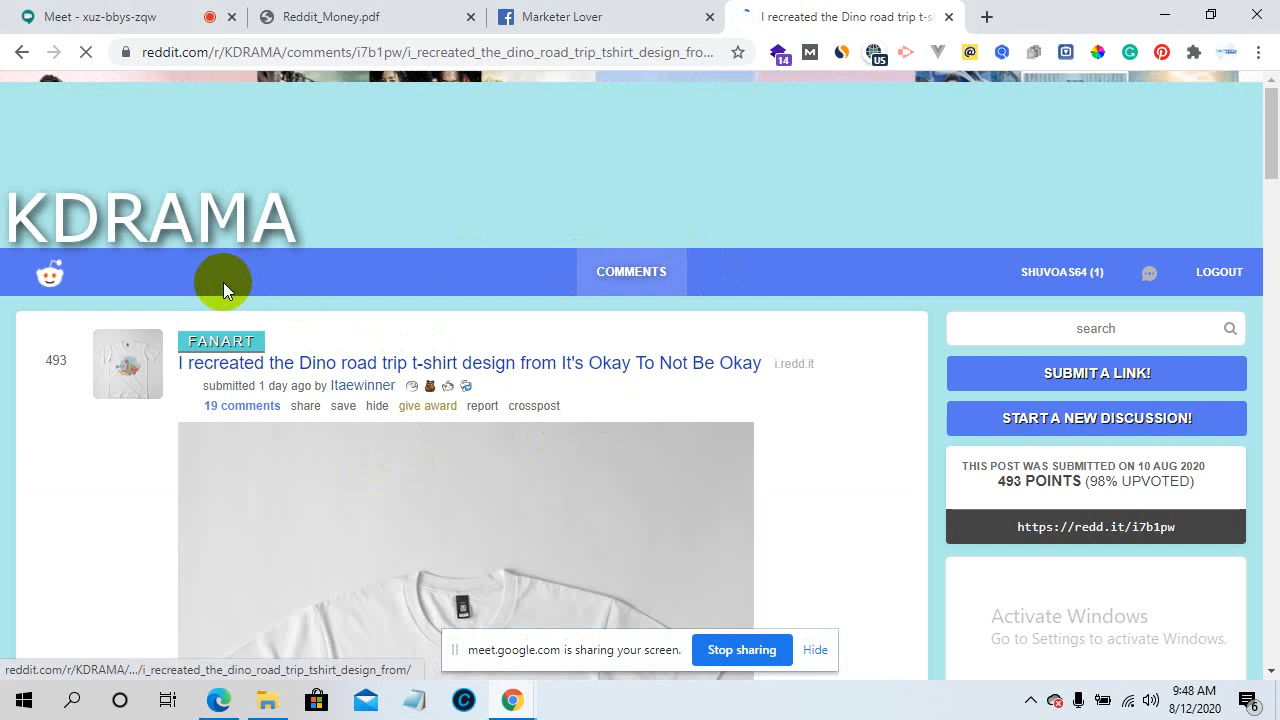 Meet - xuz-bbys-zqw
Reddit_Money.pdf
Marketer Lover
I recreated the Dino road trip t-s
reddit.com/r/KDRAMA/comments/i7b1pw/i_recreated_the_dino_road_trip_tshirt_design_fro...
14
US
KDRAMA
COMMENTS
SHUVOAS64 (1)
LOGOUT
493
FANART
I recreated the Dino road trip t-shirt design from It's Okay To Not Be Okay
i.redd.it
submitted 1 day ago by Itaewinner
19 comments share save hide give award report crosspost
search
SUBMIT A LINK!
START A NEW DISCUSSION!
THIS POST WAS SUBMITTED ON 10 AUG 2020
493 POINTS (98% UPVOTED)
https://redd.it/i7b1pw
Activate Windows
Go to Settings to activate Windows.
meet.google.com is sharing your screen.
Stop sharing
Hide
reddit.com/r/KDRAMA/.../i_recreated_the_dino_road_trip_tshirt_design_from/
9:48 AM
8/12/2020
6